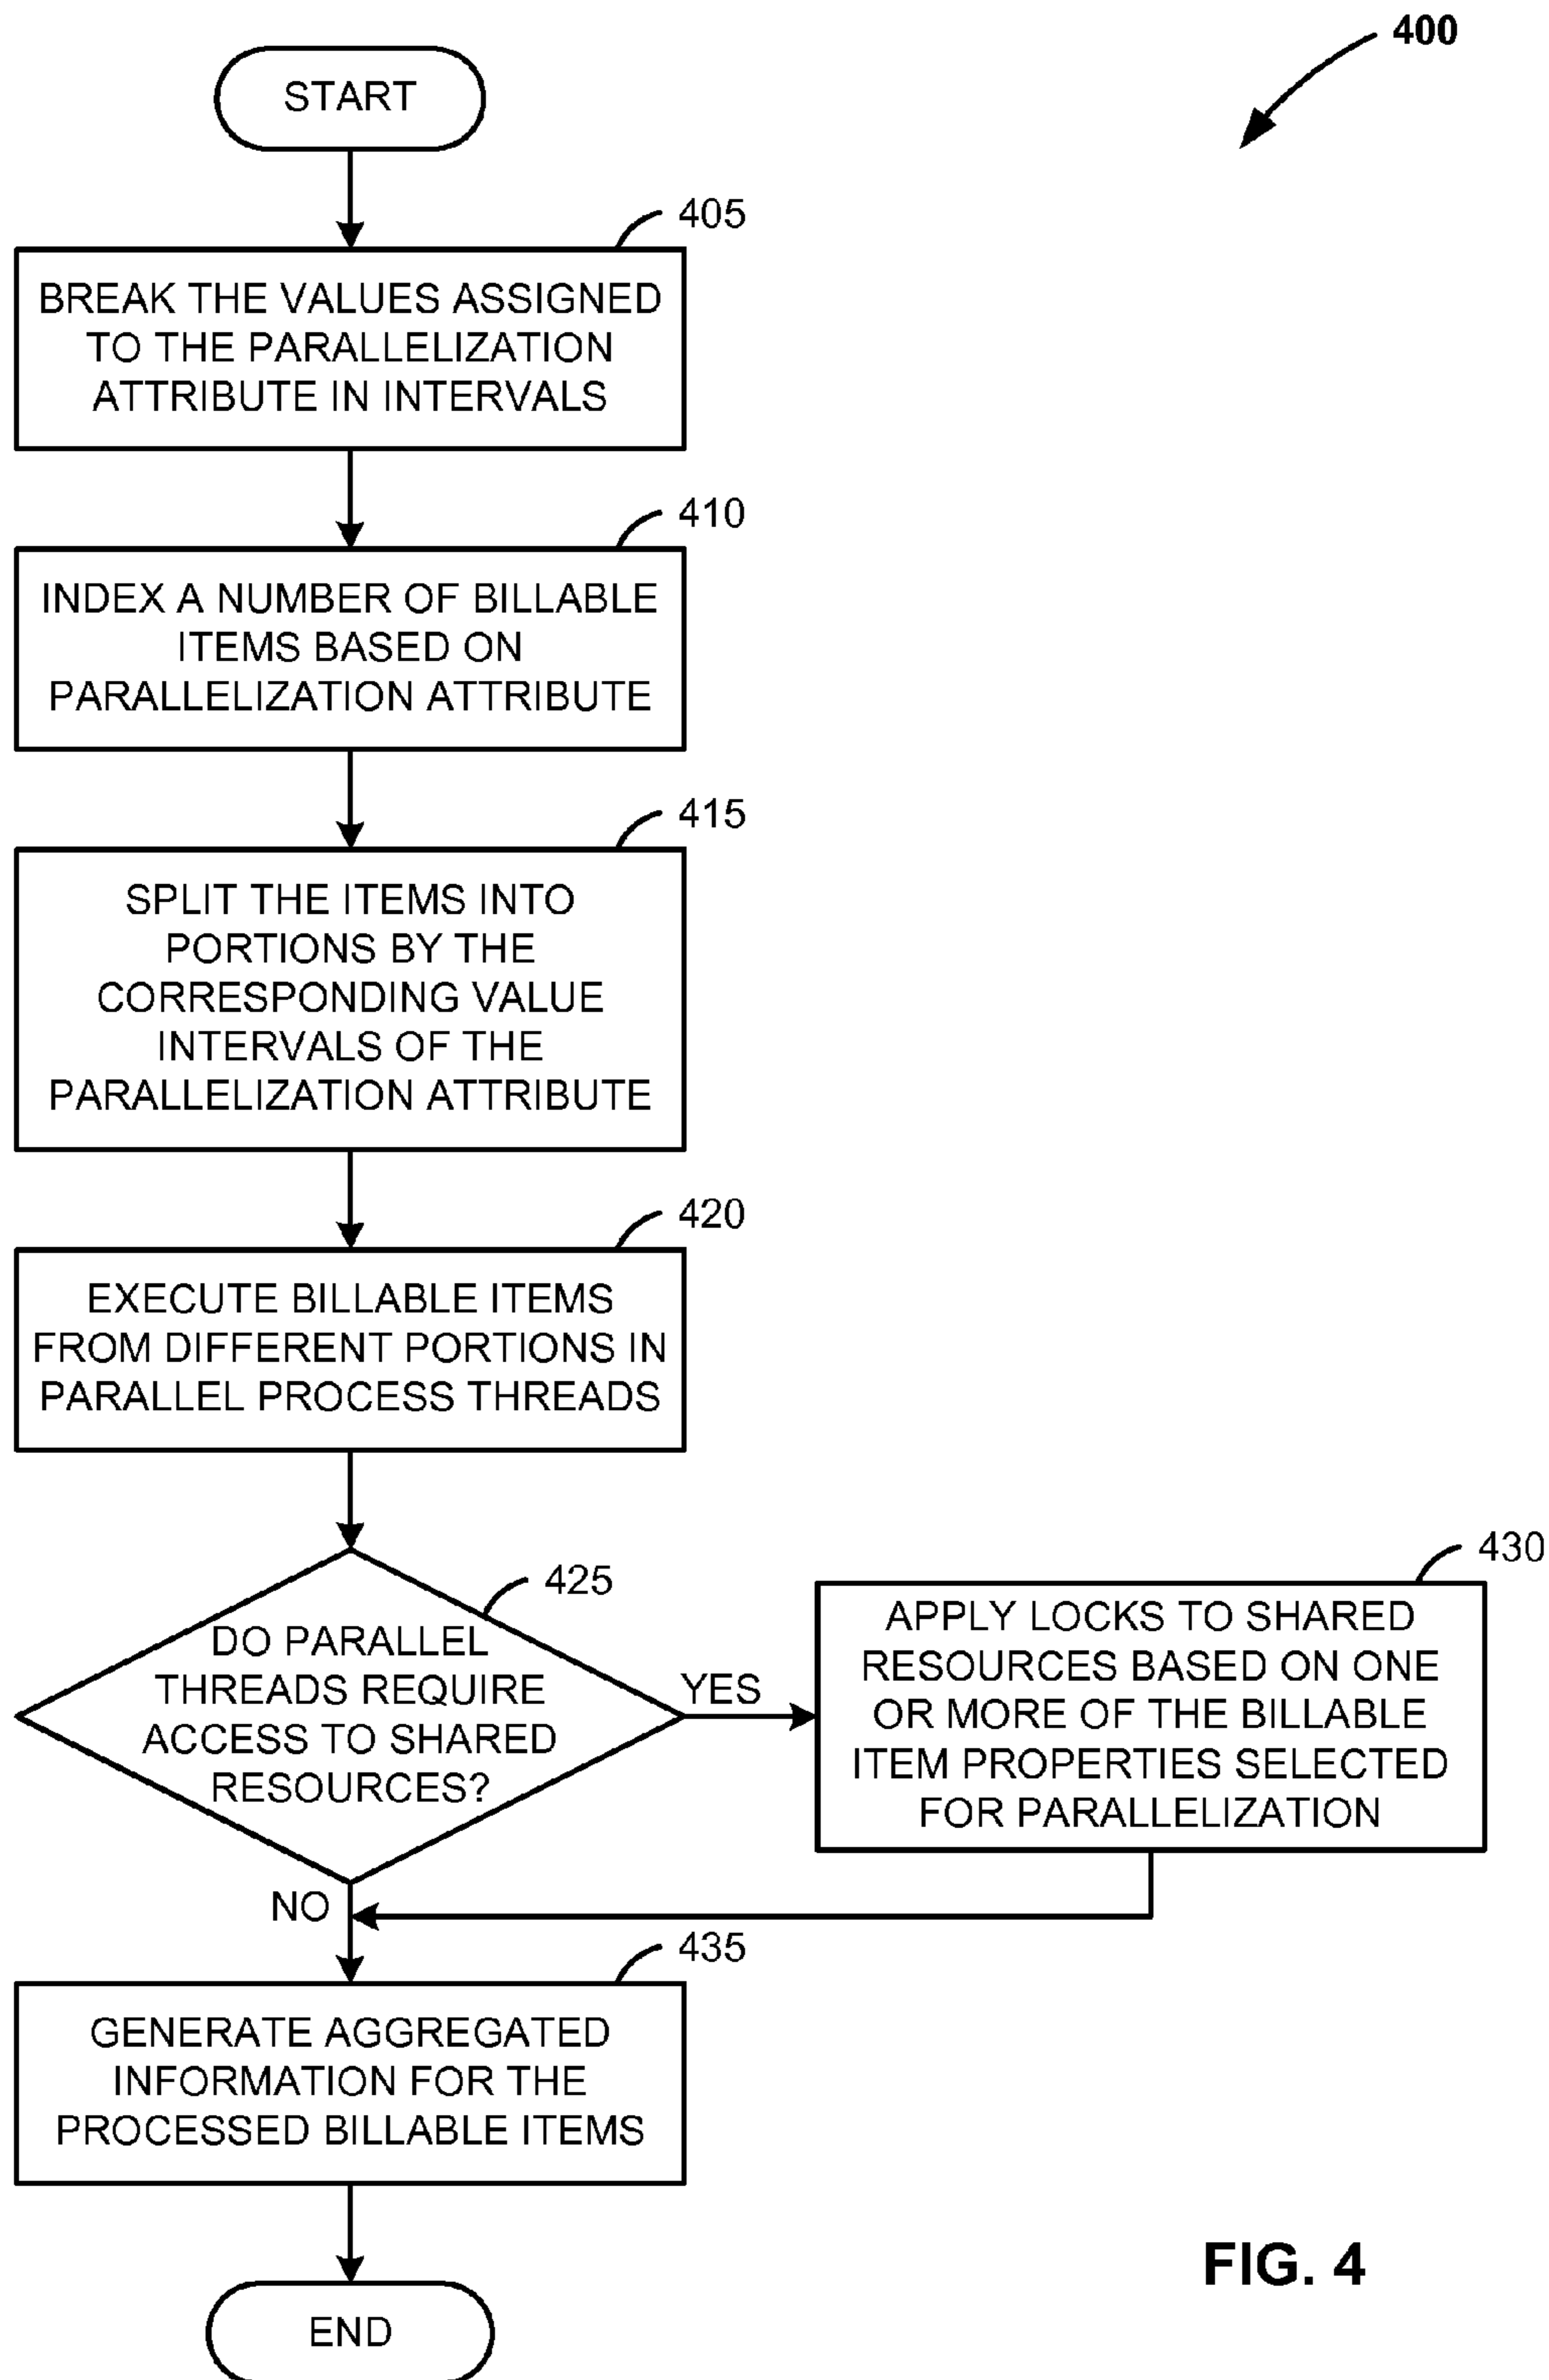 400
START
405
BREAK THE VALUES ASSIGNED
TO THE PARALLELIZATION
ATTRIBUTE IN INTERVALS
410
INDEX A NUMBER OF BILLABLE
ITEMS BASED ON
PARALLELIZATION ATTRIBUTE
415
SPLIT THE ITEMS INTO
PORTIONS BY THE
CORRESPONDING VALUE
INTERVALS OF THE
PARALLELIZATION ATTRIBUTE
420
EXECUTE BILLABLE ITEMS
FROM DIFFERENT PORTIONS IN
PARALLEL PROCESS THREADS
425
DO PARALLEL
THREADS REQUIRE
ACCESS TO SHARED
RESOURCES?
YES
430
APPLY LOCKS TO SHARED
RESOURCES BASED ON ONE
OR MORE OF THE BILLABLE
ITEM PROPERTIES SELECTED
FOR PARALLELIZATION
NO
435
GENERATE AGGREGATED
INFORMATION FOR THE
PROCESSED BILLABLE ITEMS
END
FIG. 4